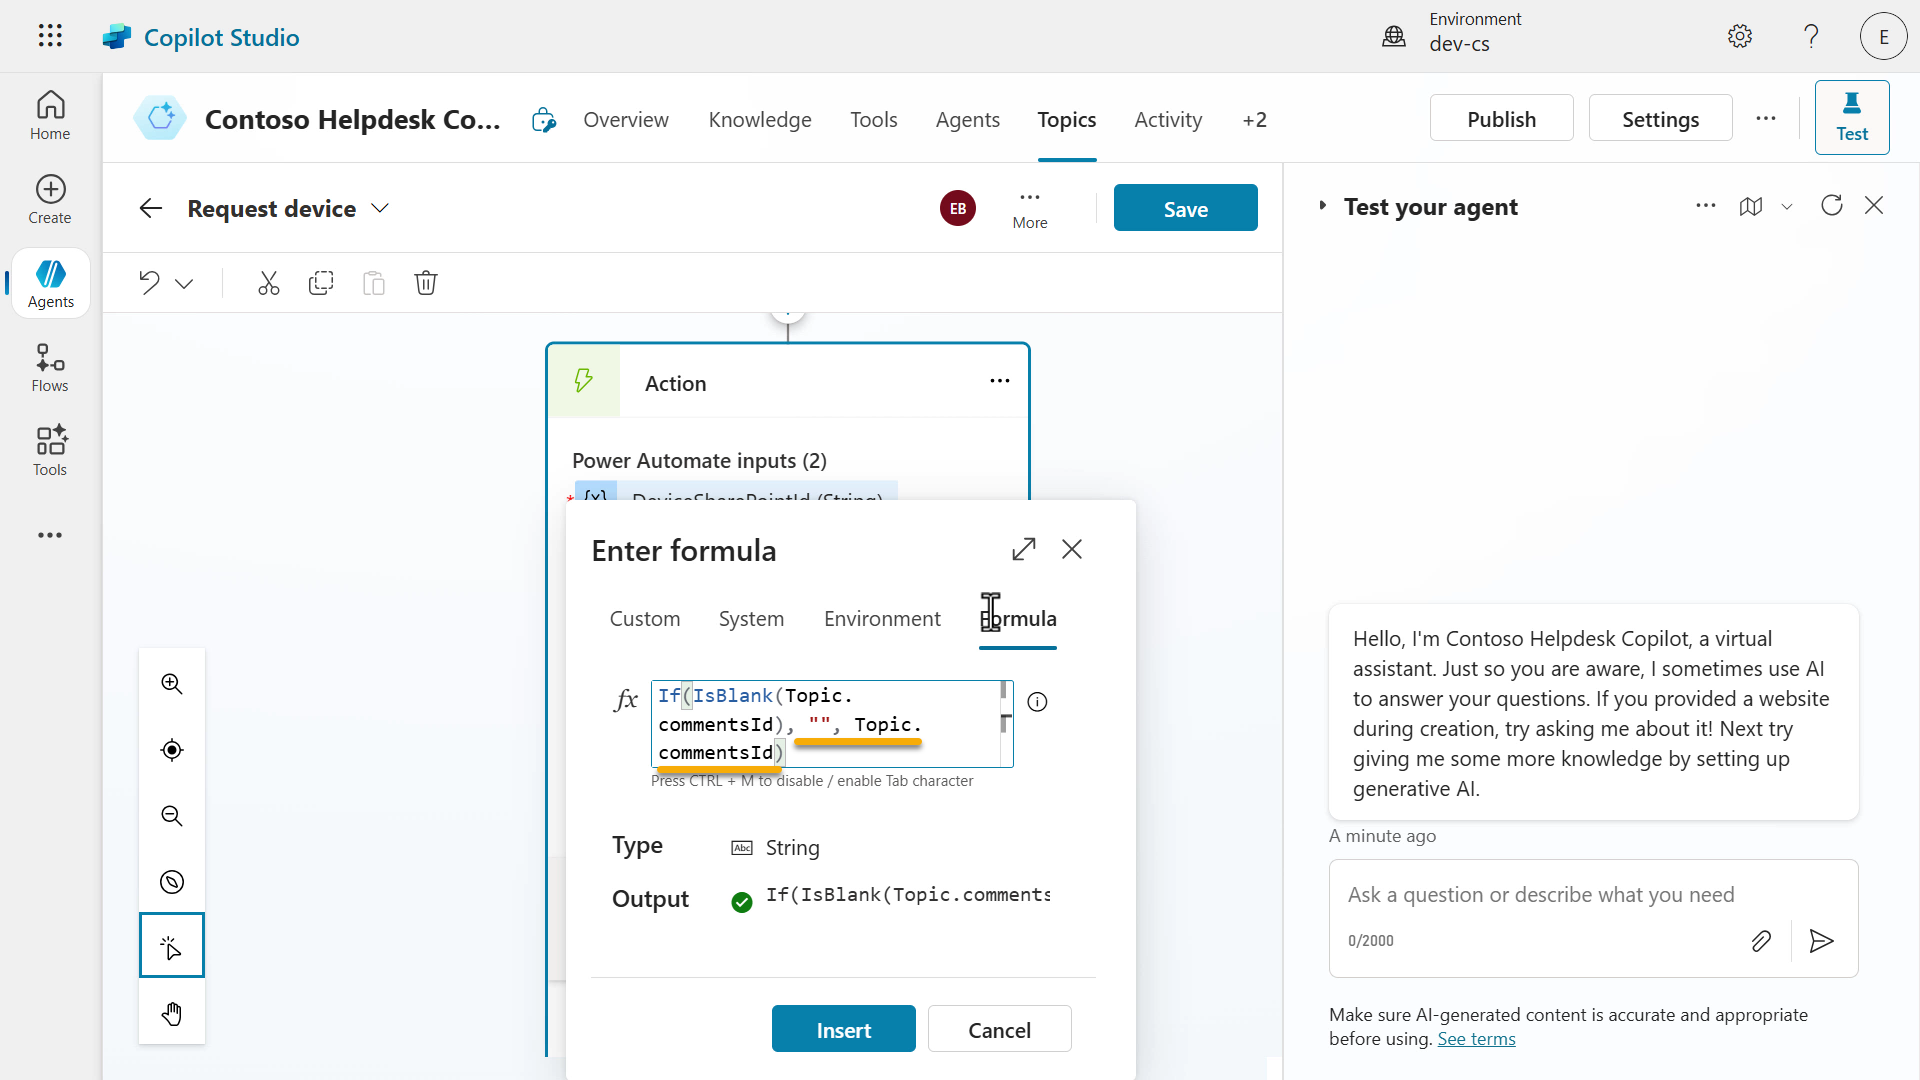 Copilot Studio
Environment
dev-cs
?
E
Home
Create
Agents
Flows
Tools
Contoso Helpdesk Co...
Overview
Knowledge
Tools
Agents
Topics
Activity
+2
Publish
Settings
Test
Request device
EB
More
Save
Action
Power Automate inputs (2)
* {x} DeviceSharePointId (String)
Enter formula
Custom
System
Environment
Formula
fx
If(IsBlank(Topic.
commentsId), "", Topic.
commentsId)
Press CTRL + M to disable / enable Tab character
Type
Abc
String
Output
If(IsBlank(Topic.comments
Insert
Cancel
Test your agent
Hello, I'm Contoso Helpdesk Copilot, a virtual
assistant. Just so you are aware, I sometimes use AI
to answer your questions. If you provided a website
during creation, try asking me about it! Next try
giving me some more knowledge by setting up
generative AI.
A minute ago
Ask a question or describe what you need
0/2000
Make sure AI-generated content is accurate and appropriate
before using. See terms